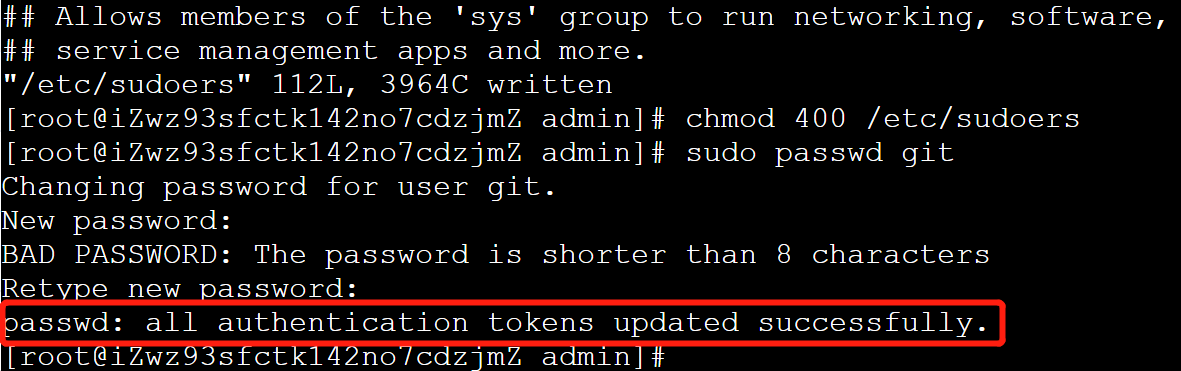 ## Allows members of the 'sys' group to run networking, software,
## service management apps and more.
"/etc/sudoers" 112L, 3964C written
[root@iZwz93sfctk142no7cdzjmZ admin]# chmod 400 /etc/sudoers
[root@iZwz93sfctk142no7cdzjmZ admin]# sudo passwd git
Changing password for user git.
New password:
BAD PASSWORD: The password is shorter than 8 characters
Retype new password:
passwd: all authentication tokens updated successfully.
[root@iZwz93sfctk142no7cdzjmZ admin]#